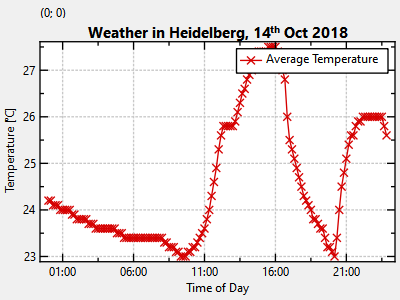 (0; 0)
Weather in Heidelberg, 14th Oct 2018
Average Temperature
Temperature [°C]
27
26
25
24
23
01:00 06:00 11:00 16:00 21:00
Time of Day